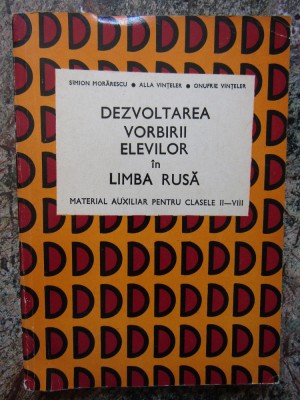 SIMION MORĂRESCU • ALLA VINȚELER • ONUFRIE VINȚELER
DEZVOLTAREA
VORBIRII
ELEVILOR
în
LIMBA RUSĂ
MATERIAL AUXILIAR PENTRU CLASELE II—VIII